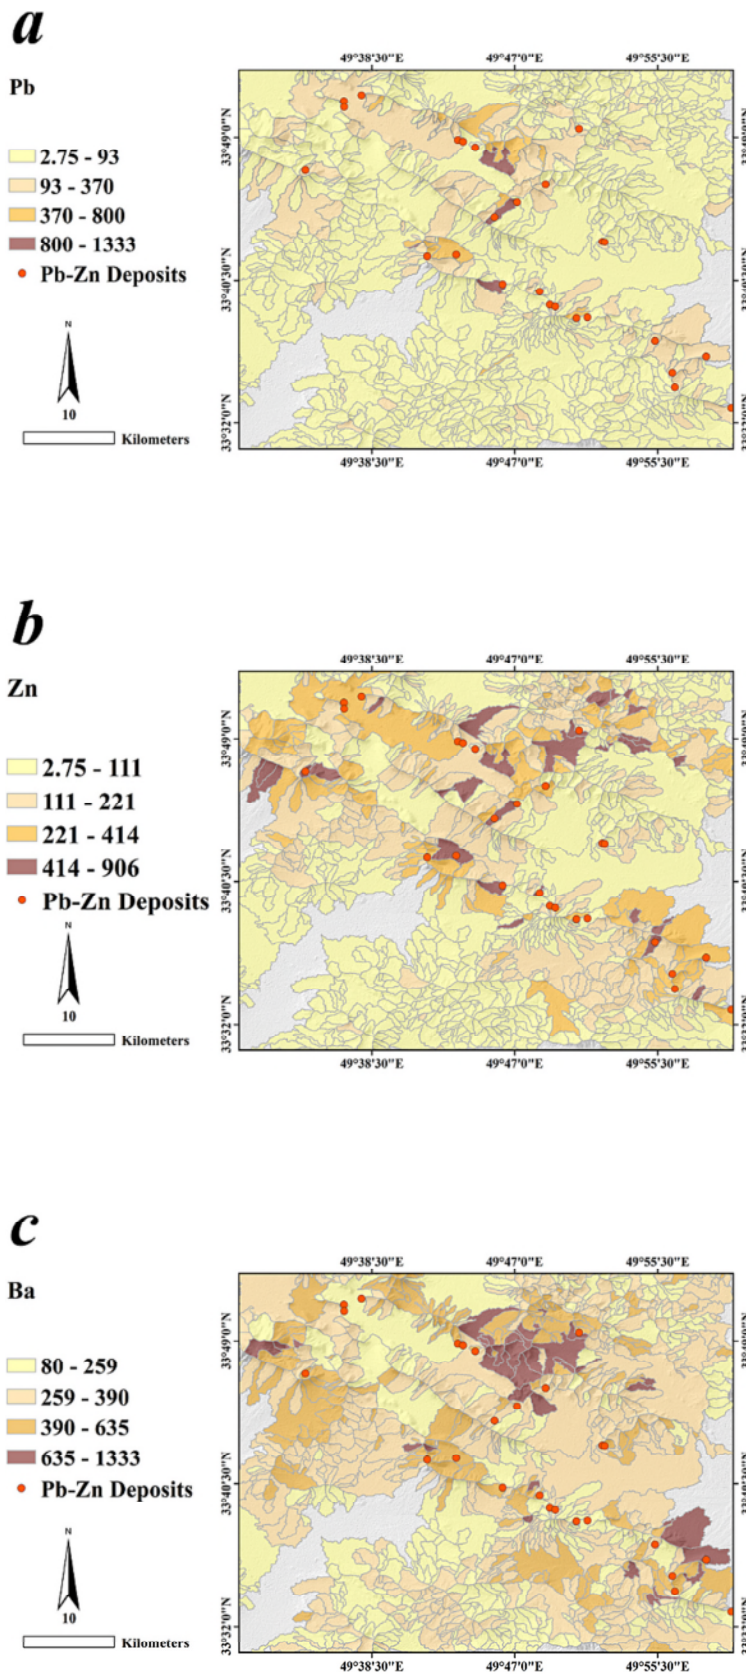 a
Pb
2.75 - 93
93 - 370
370 - 800
800 - 1333
Pb-Zn Deposits
N
10
Kilometers
49°38'30"E 49°47'0"E 49°55'30"E
33°49'0"N 33°40'30"N 33°32'0"N
49°38'30"E 49°47'0"E 49°55'30"E
b
Zn
2.75 - 111
111 - 221
221 - 414
414 - 906
Pb-Zn Deposits
N
10
Kilometers
49°38'30"E 49°47'0"E 49°55'30"E
33°49'0"N 33°40'30"N 33°32'0"N
49°38'30"E 49°47'0"E 49°55'30"E
c
Ba
80 - 259
259 - 390
390 - 635
635 - 1333
Pb-Zn Deposits
N
10
Kilometers
49°38'30"E 49°47'0"E 49°55'30"E
33°49'0"N 33°40'30"N 33°32'0"N
49°38'30"E 49°47'0"E 49°55'30"E